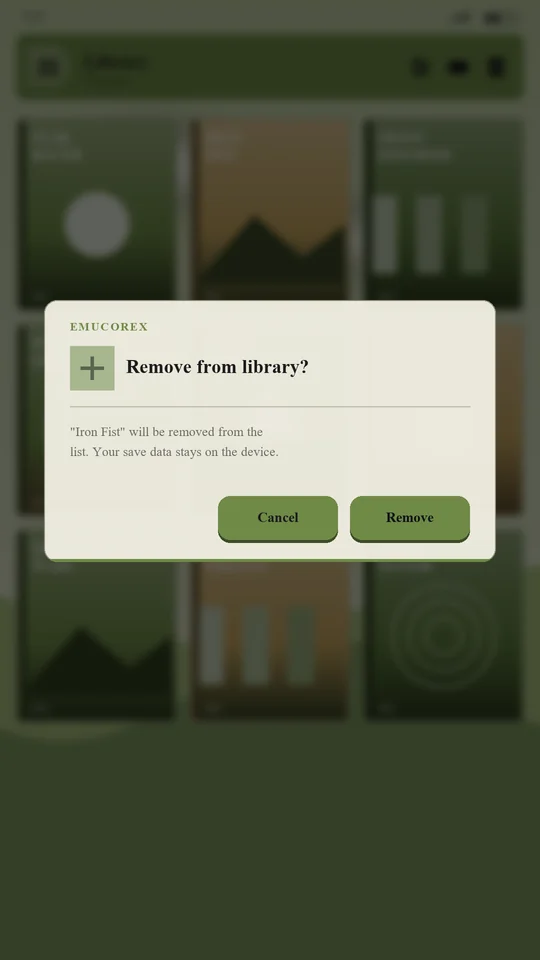 EMUCOREX
Remove from library?
"Iron Fist" will be removed from the
list. Your save data stays on the device.
Cancel
Remove